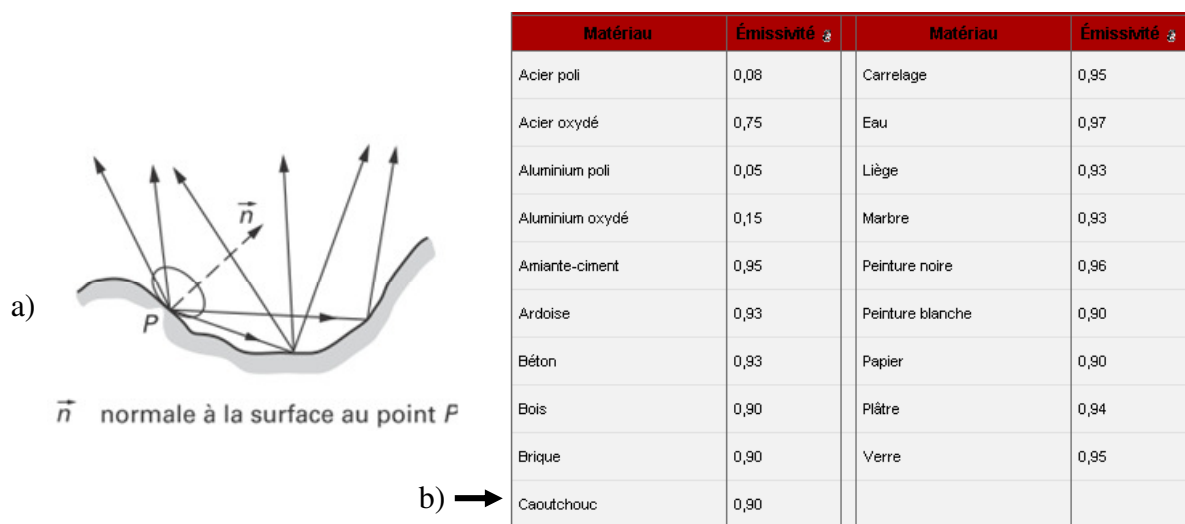 a)
n
P
n normale à la surface au point P
Matériau Émissivité Matériau Émissivité
Acier poli 0,08 Carrelage 0,95
Acier oxydé 0,75 Eau 0,97
Aluminium poli 0,05 Liège 0,93
Aluminium oxydé 0,15 Marbre 0,93
Amiante-ciment 0,95 Peinture noire 0,96
Ardoise 0,93 Peinture blanche 0,90
Béton 0,93 Papier 0,90
Bois 0,90 Plâtre 0,94
Brique 0,90 Verre 0,95
b) Caoutchouc 0,90